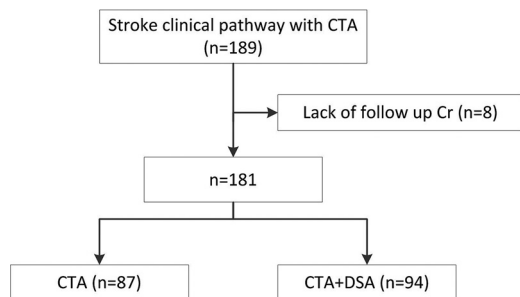 Stroke clinical pathway with CTA
(n=189)
Lack of follow up Cr (n=8)
n=181
CTA (n=87)
CTA+DSA (n=94)